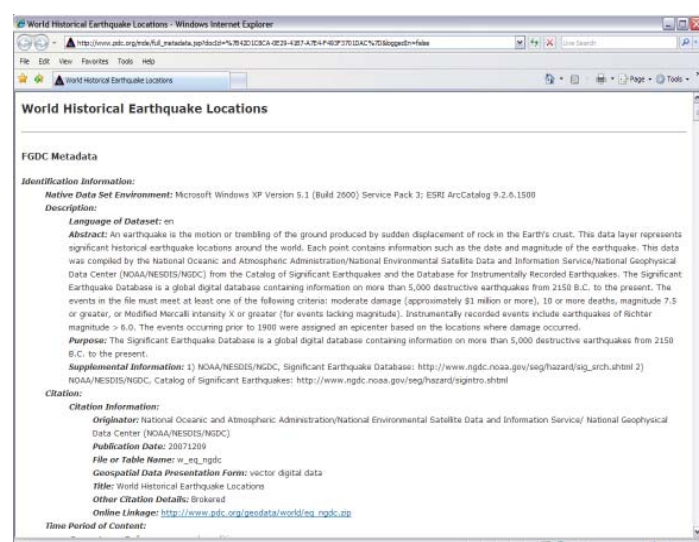 World Historical Earthquake Locations - Windows Internet Explorer
Live Search
File Edit View Favorites Tools Help
World Historical Earthquake Locations
Page Tools
World Historical Earthquake Locations
FGDC Metadata
Identification Information:
Native Data Set Environment: Microsoft Windows XP Version 5.1 (Build 2600) Service Pack 3; ESRI ArcCatalog 9.2.6.1500
Description:
Language of Dataset: en
Abstract: An earthquake is the motion or trembling of the ground produced by sudden displacement of rock in the Earth's crust. This data layer represents
significant historical earthquake locations around the world. Each point contains information such as the date and magnitude of the earthquake. This data
was compiled by the National Oceanic and Atmospheric Administration/National Environmental Satellite Data and Information Service/National Geophysical
Data Center (NOAA/NESDIS/NGDC) from the Catalog of Significant Earthquakes and the Database for Instrumentally Recorded Earthquakes. The Significant
Earthquake Database is a global digital database containing information on more than 5,000 destructive earthquakes from 2150 B.C. to the present. The
events in the file must meet at least one of the following criteria: moderate damage (approximately $1 million or more), 10 or more deaths, magnitude 7.5
or greater, or Modified Mercalli intensity X or greater (for events lacking magnitude). Instrumentally recorded events include earthquakes of Richter
magnitude > 6.0. The events occurring prior to 1900 were assigned an epicenter based on the locations where damage occurred.
Purpose: The Significant Earthquake Database is a global digital database containing information on more than 5,000 destructive earthquakes from 2150
B.C. to the present.
Supplemental Information: 1) NOAA/NESDIS/NGDC, Significant Earthquake Database: http://www.ngdc.noaa.gov/seg/hazard/sig_srch.shtml 2)
NOAA/NESDIS/NGDC, Catalog of Significant Earthquakes: http://www.ngdc.noaa.gov/seg/hazard/sigintro.shtml
Citation:
Citation Information:
Originator: National Oceanic and Atmospheric Administration/National Environmental Satellite Data and Information Service/ National Geophysical
Data Center (NOAA/NESDIS/NGDC)
Publication Date: 20071209
File or Table Name: w_eq_ngdc
Geospatial Data Presentation Form: vector digital data
Title: World Historical Earthquake Locations
Other Citation Details: Brokered
Online Linkage: http://www.pdc.org/geodata/world/eq_ngdc.zip
Time Period of Content: